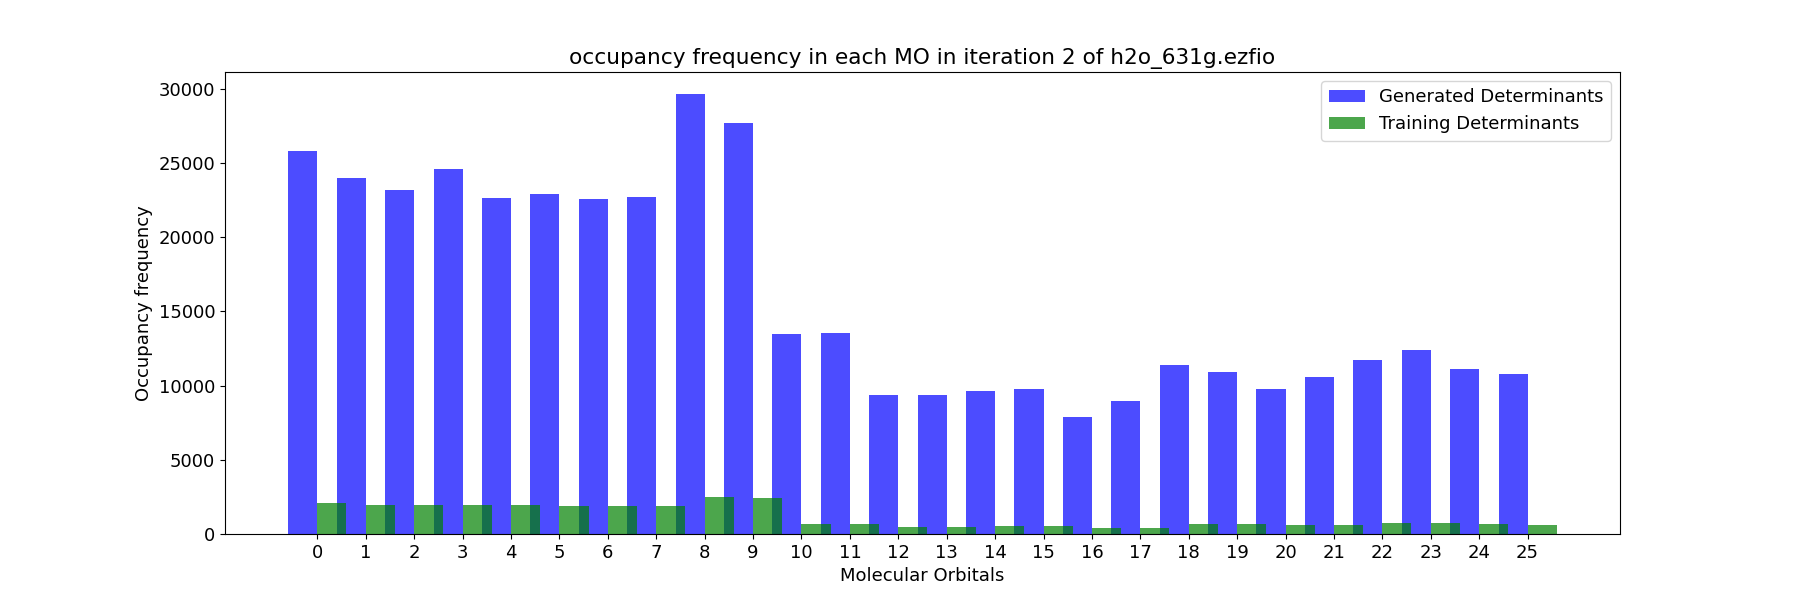 occupancy frequency in each MO in iteration 2 of h2o_631g.ezfio
Generated Determinants
Training Determinants
Occupancy frequency
30000
25000
20000
15000
10000
5000
0
0 1 2 3 4 5 6 7 8 9 10 11 12 13 14 15 16 17 18 19 20 21 22 23 24 25
Molecular Orbitals